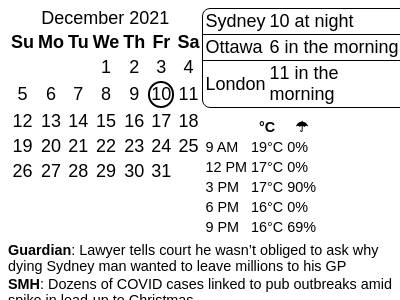 December 2021
Su Mo Tu We Th Fr Sa
1 2 3 4
5 6 7 8 9 10 11
12 13 14 15 16 17 18
19 20 21 22 23 24 25
26 27 28 29 30 31
Sydney 10 at night
Ottawa 6 in the morning
London 11 in the
morning
°C ☂
9 AM 19°C 0%
12 PM 17°C 0%
3 PM 17°C 90%
6 PM 16°C 0%
9 PM 16°C 69%
Guardian: Lawyer tells court he wasn’t obliged to ask why
dying Sydney man wanted to leave millions to his GP
SMH: Dozens of COVID cases linked to pub outbreaks amid
spike in lead-up to Christmas